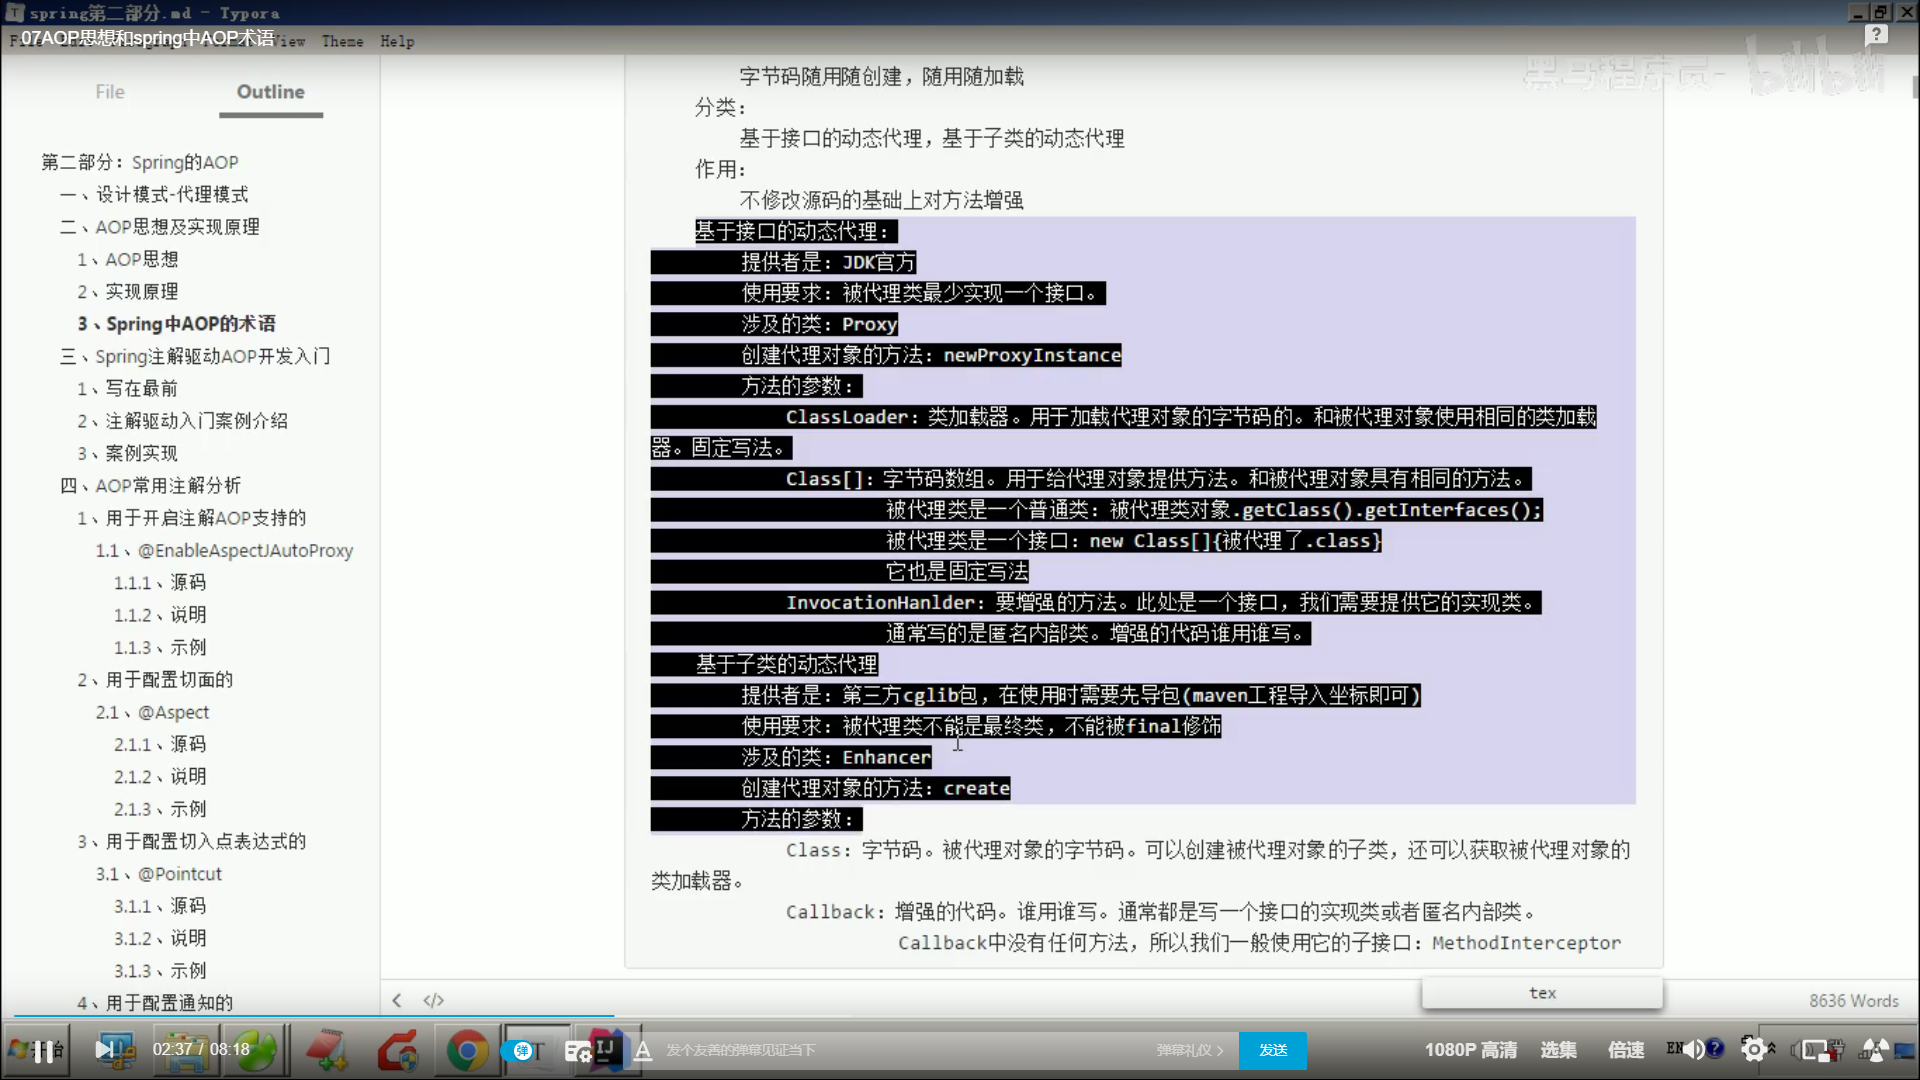 spring第二部分.md - Typora
07AOP思想和spring中AOP术语
File
View Theme Help
黑马程序员-
bilibili
File
Outline
第二部分：Spring的AOP
一、设计模式-代理模式
二、AOP思想及实现原理
1、AOP思想
2、实现原理
3、Spring中AOP的术语
三、Spring注解驱动AOP开发入门
1、写在最前
2、注解驱动入门案例介绍
3、案例实现
四、AOP常用注解分析
1、用于开启注解AOP支持的
1.1、@EnableAspectJAutoProxy
1.1.1、源码
1.1.2、说明
1.1.3、示例
2、用于配置切面的
2.1、@Aspect
2.1.1、源码
2.1.2、说明
2.1.3、示例
3、用于配置切入点表达式的
3.1、@Pointcut
3.1.1、源码
3.1.2、说明
3.1.3、示例
4、用于配置通知的
字节码随用随创建，随用随加载
分类：
基于接口的动态代理，基于子类的动态代理
作用：
不修改源码的基础上对方法增强
基于接口的动态代理：
提供者是：JDK官方
使用要求：被代理类最少实现一个接口。
涉及的类：Proxy
创建代理对象的方法：newProxyInstance
方法的参数：
ClassLoader：类加载器。用于加载代理对象的字节码的。和被代理对象使用相同的类加载
器。固定写法。
Class[]：字节码数组。用于给代理对象提供方法。和被代理对象具有相同的方法。
被代理类是一个普通类：被代理类对象.getClass().getInterfaces();
被代理类是一个接口：new Class[]{被代理了.class}
它也是固定写法
InvocationHanlder：要增强的方法。此处是一个接口，我们需要提供它的实现类。
通常写的是匿名内部类。增强的代码谁用谁写。
基于子类的动态代理
提供者是：第三方cglib包，在使用时需要先导包(maven工程导入坐标即可)
使用要求：被代理类不能是最终类，不能被final修饰
涉及的类：Enhancer
创建代理对象的方法：create
方法的参数：
Class：字节码。被代理对象的字节码。可以创建被代理对象的子类，还可以获取被代理对象的
类加载器。
Callback：增强的代码。谁用谁写。通常都是写一个接口的实现类或者匿名内部类。
Callback中没有任何方法，所以我们一般使用它的子接口：MethodInterceptor
tex
8636 Words
开始
02:37 / 08:18
弹
发个友善的弹幕见证当下
弹幕礼仪 >
发送
1080P 高清
选集
倍速
EN